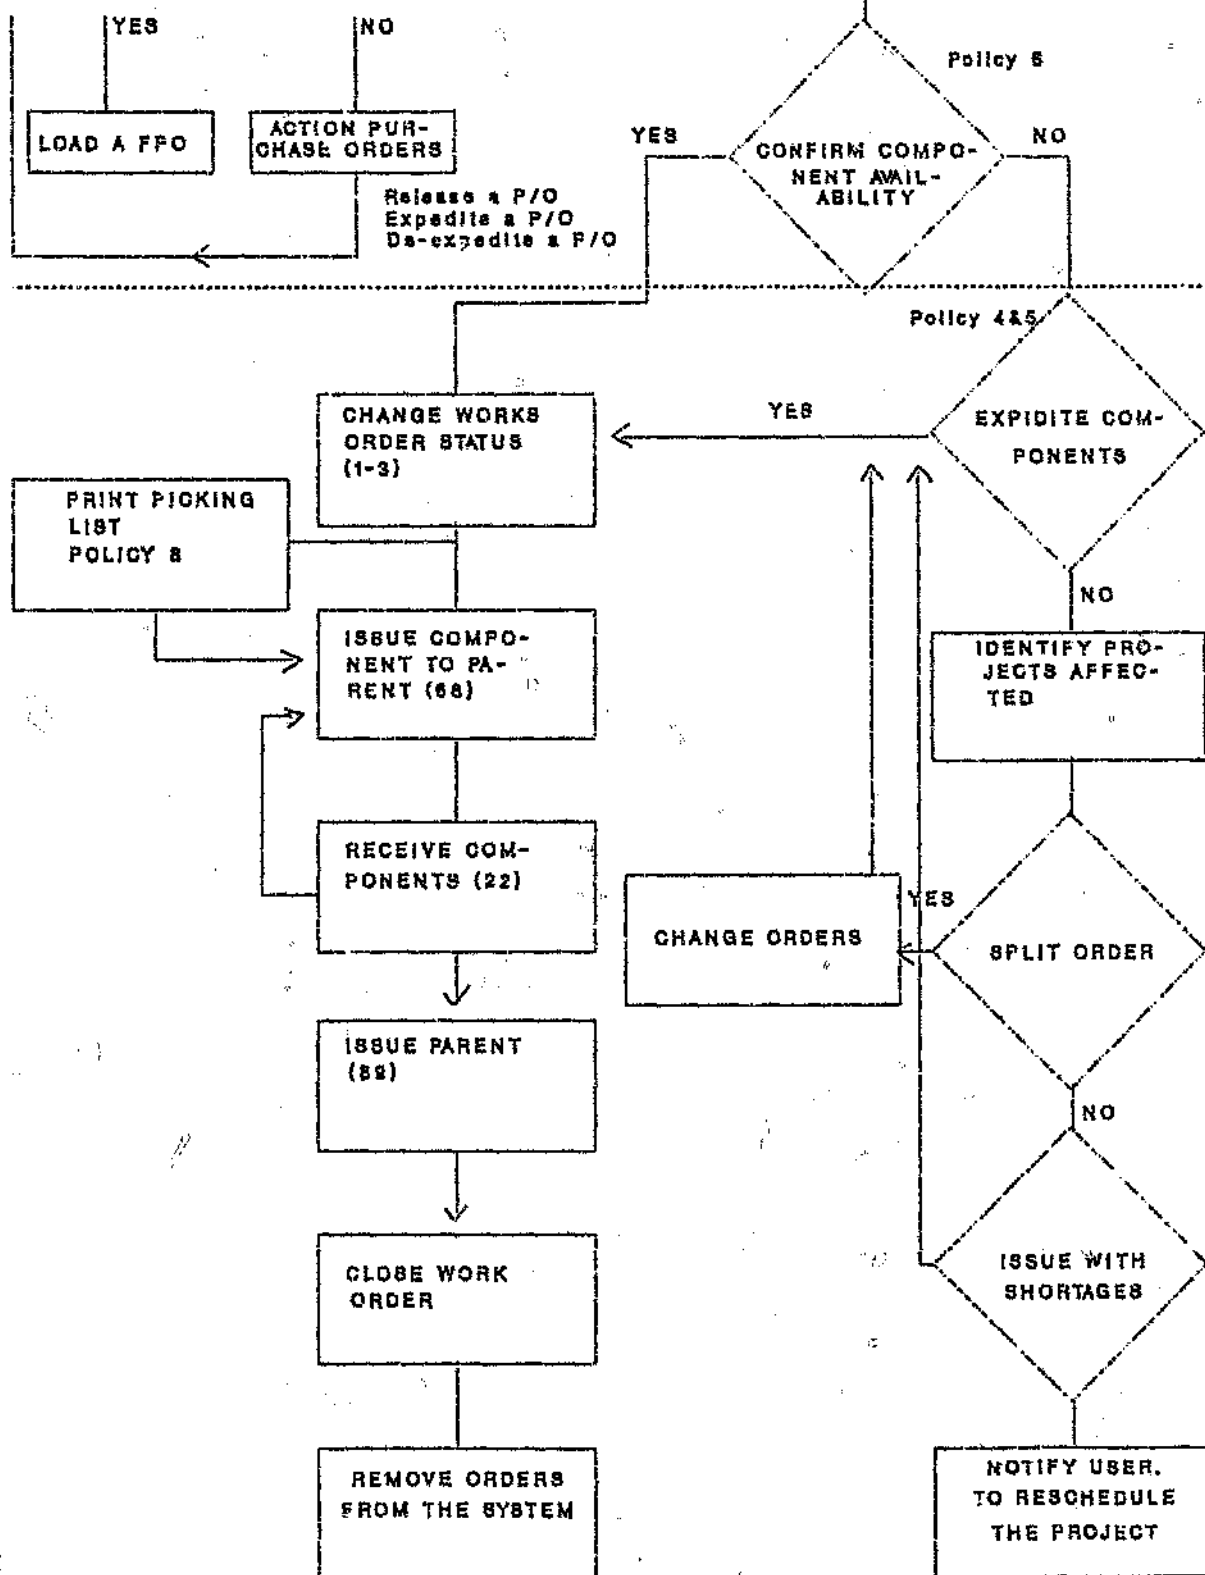 YES
NO
LOAD A FPO
ACTION PUR-
CHASE ORDERS
Release a P/O
Expedite a P/O
De-expedite a P/O
Policy 6
YES
NO
CONFIRM COMPO-
NENT AVAIL-
ABILITY
Policy 4&5
CHANGE WORKS
ORDER STATUS
(1-3)
YES
EXPIDITE COM-
PONENTS
PRINT PICKING
LIST
POLICY 8
NO
ISSUE COMPO-
NENT TO PA-
RENT (68)
IDENTIFY PRO-
JECTS AFFEC-
TED
RECEIVE COM-
PONENTS (22)
YES
CHANGE ORDERS
SPLIT ORDER
ISSUE PARENT
NO
CLOSE WORK
ORDER
ISSUE WITH
SHORTAGES
REMOVE ORDERS
FROM THE SYSTEM
NOTIFY USER.
TO RESCHEDULE
THE PROJECT